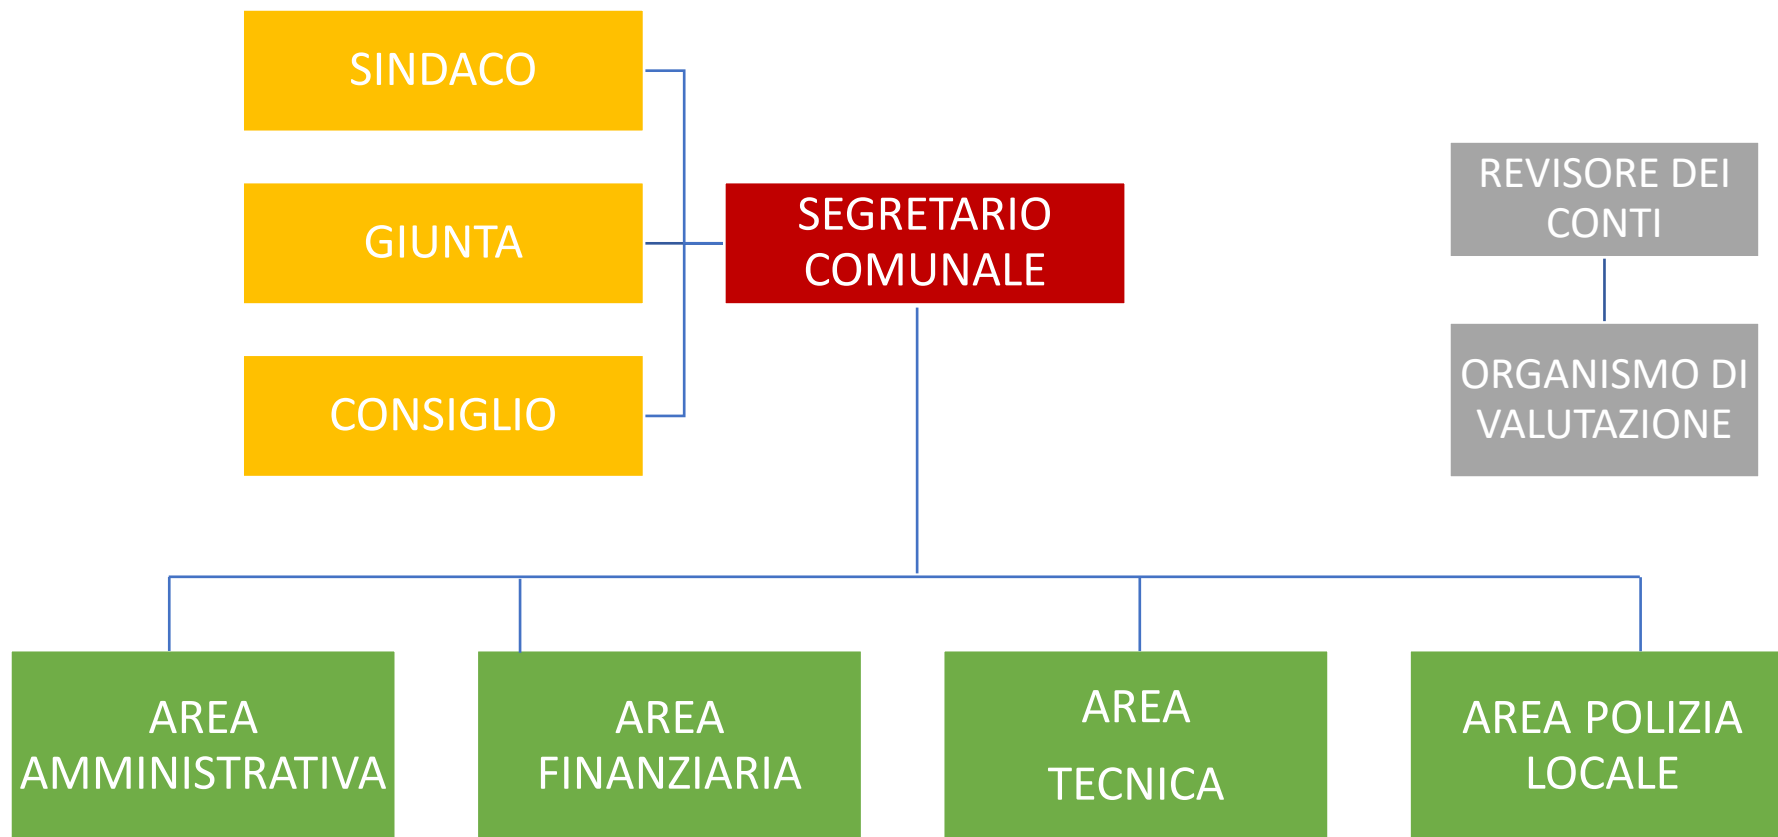 SINDACO
GIUNTA
CONSIGLIO
SEGRETARIO
COMUNALE
REVISORE DEI
CONTI
ORGANISMO DI
VALUTAZIONE
AREA
AMMINISTRATIVA
AREA
FINANZIARIA
AREA
TECNICA
AREA POLIZIA
LOCALE